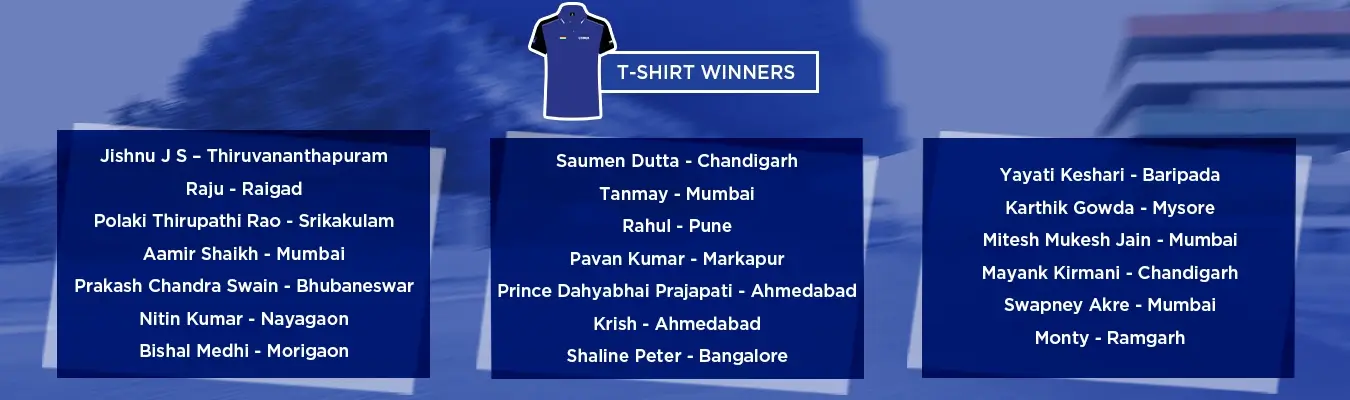 T-SHIRT WINNERS
Jishnu J S – Thiruvananthapuram
Raju - Raigad
Polaki Thirupathi Rao - Srikakulam
Aamir Shaikh - Mumbai
Prakash Chandra Swain - Bhubaneswar
Nitin Kumar - Nayagaon
Bishal Medhi - Morigaon
Saumen Dutta - Chandigarh
Tanmay - Mumbai
Rahul - Pune
Pavan Kumar - Markapur
Prince Dahyabhai Prajapati - Ahmedabad
Krish - Ahmedabad
Shaline Peter - Bangalore
Yayati Keshari - Baripada
Karthik Gowda - Mysore
Mitesh Mukesh Jain - Mumbai
Mayank Kirmani - Chandigarh
Swapney Akre - Mumbai
Monty - Ramgarh